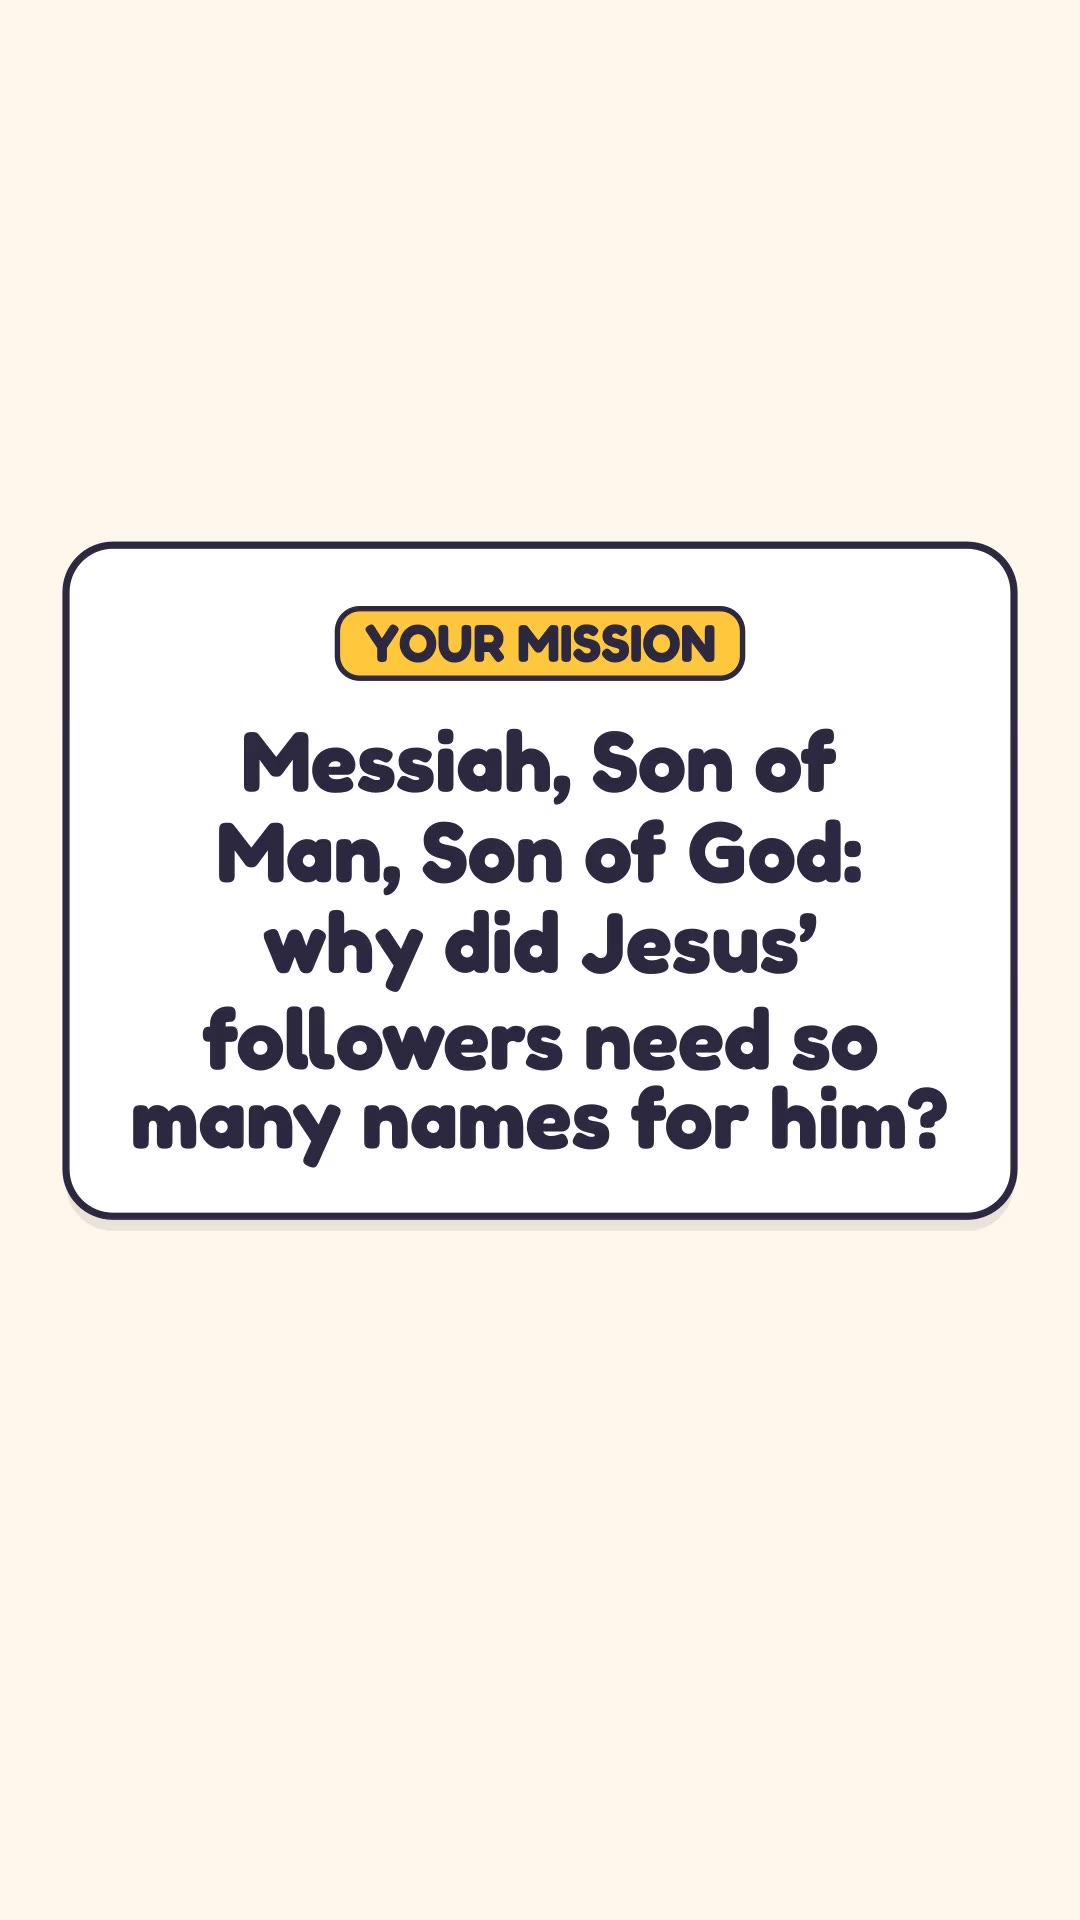 YOUR MISSION
Messiah, Son of
Man, Son of God:
why did Jesus’
followers need so
many names for him?